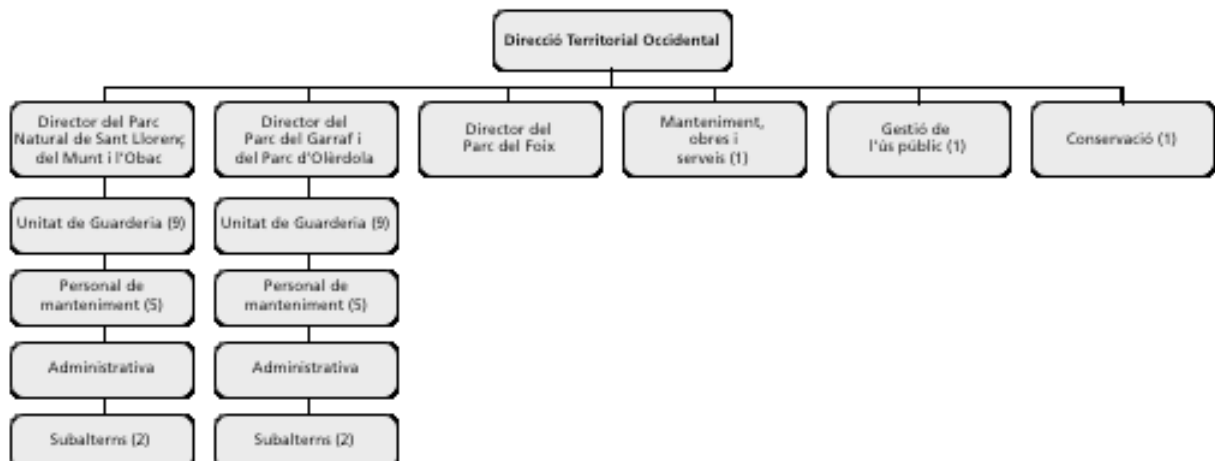 Direcció Territorial Occidental
Director del Parc
Natural de Sant Llorenç
del Munt i l'Obac
Director del
Parc del Garraf i
del Parc d'Olèrdola
Director del
Parc del Foix
Manteniment,
obres i
serveis (1)
Gestió de
l'ús públic (1)
Conservació (1)
Unitat de Guarderia (9)
Unitat de Guarderia (9)
Personal de
manteniment (5)
Personal de
manteniment (5)
Administrativa
Administrativa
Subalterns (2)
Subalterns (2)